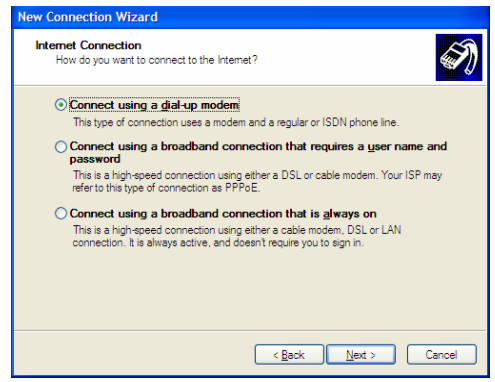 New Connection Wizard
Internet Connection
How do you want to connect to the Internet?
Connect using a dial-up modem
This type of connection uses a modem and a regular or ISDN phone line.
Connect using a broadband connection that requires a user name and
password
This is a high-speed connection using either a DSL or cable modem. Your ISP may
refer to this type of connection as PPPoE.
Connect using a broadband connection that is always on
This is a high-speed connection using either a cable modem, DSL or LAN
connection. It is always active, and doesn't require you to sign in.
< Back
Next >
Cancel